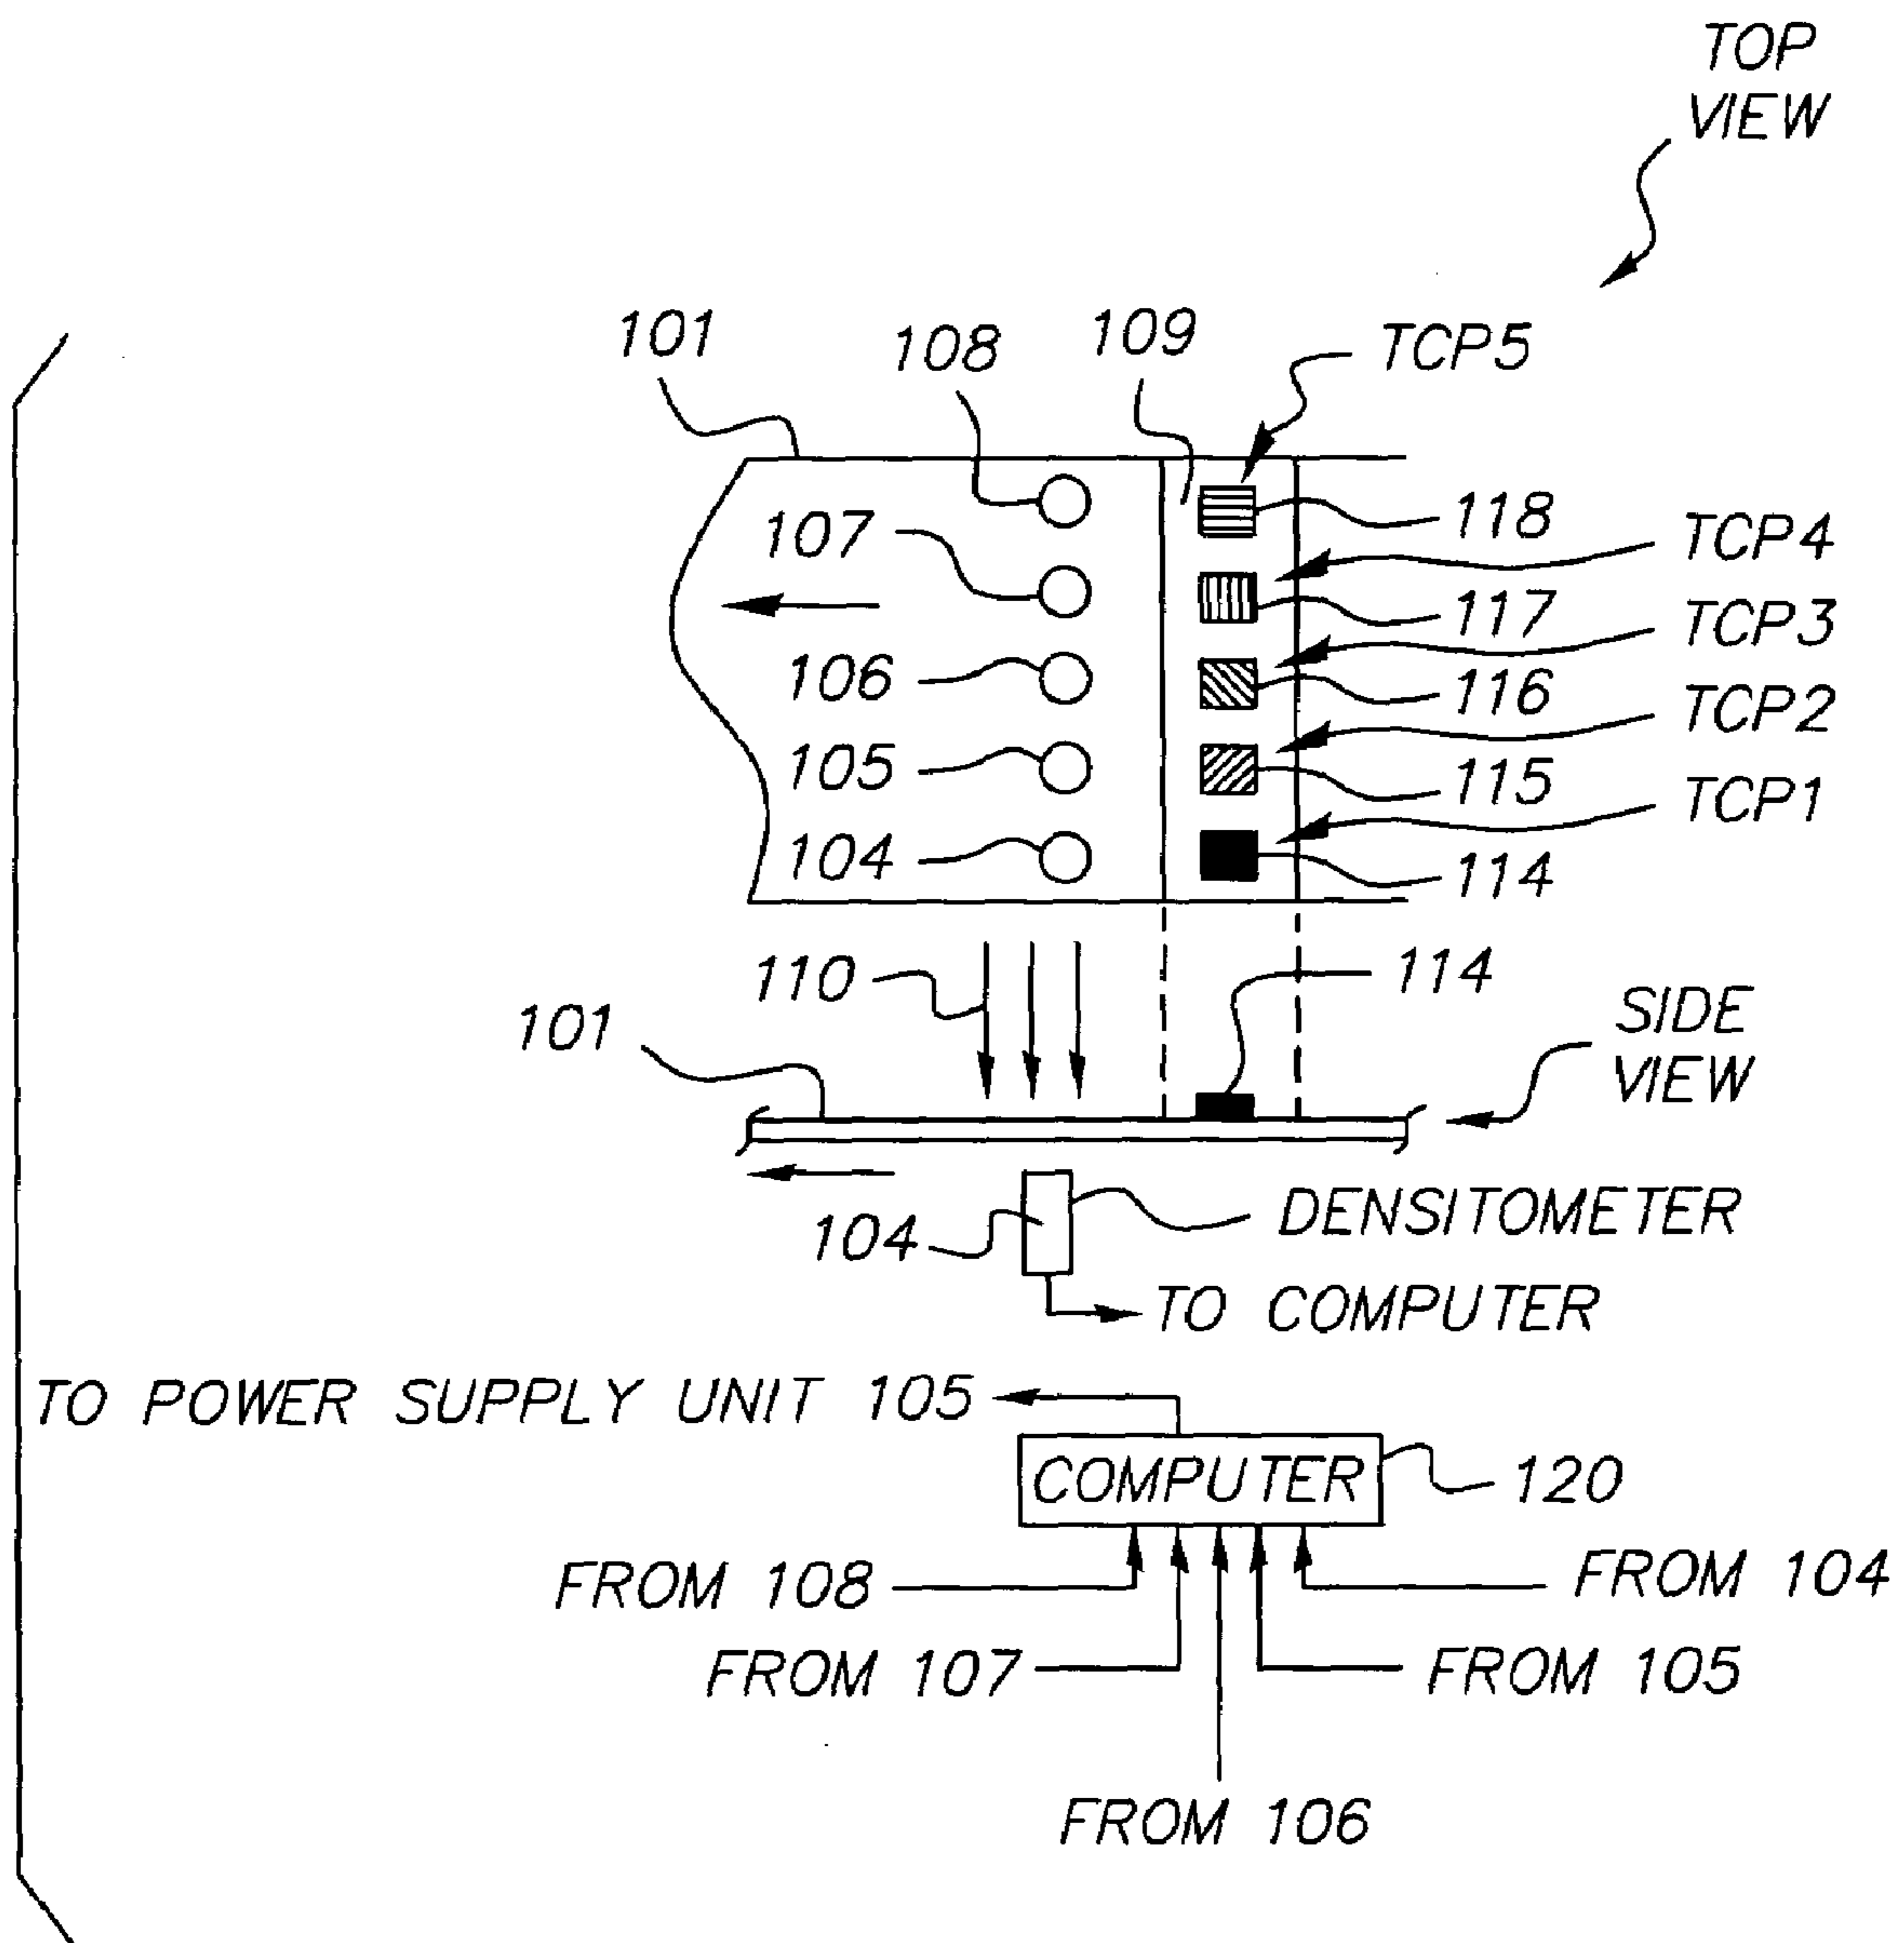 TOP
VIEW
101
108
109
TCP5
107
118
TCP4
117
TCP3
106
116
TCP2
105
115
TCP1
104
114
110
114
101
SIDE
VIEW
104
DENSITOMETER
TO COMPUTER
TO POWER SUPPLY UNIT 105
COMPUTER
120
FROM 108
FROM 104
FROM 107
FROM 105
FROM 106